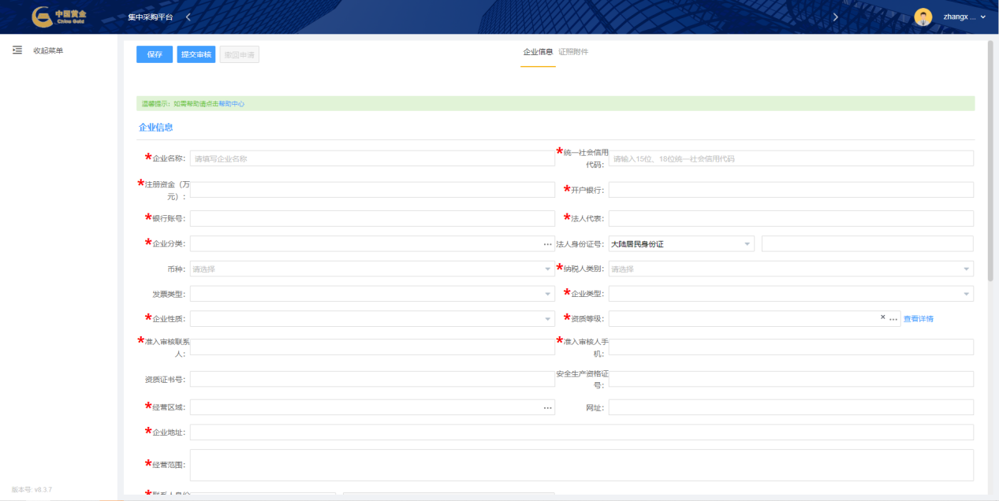 中国黄金
China Gold
集中采购平台
zhangx ...
收起菜单
保存 提交审核 撤回申请
企业信息 证照附件
温馨提示：如需帮助请点击帮助中心
企业信息
*企业名称: 请填写企业名称
*统一社会信用
代码: 请输入15位、18位统一社会信用代码
*注册资金（万
元）:
*开户银行:
*银行账号:
*法人代表:
*企业分类: ...
法人身份证号: 大陆居民身份证
币种: 请选择
*纳税人类别: 请选择
发票类型:
*企业类型:
*企业性质:
*资质等级: × ... 查看详情
*准入审核联系
人:
*准入审核人手
机:
资质证书号:
安全生产资格证
号:
*经营区域: ...
网址:
*企业地址:
*经营范围:
*联系人身份
版本号: v8.3.7